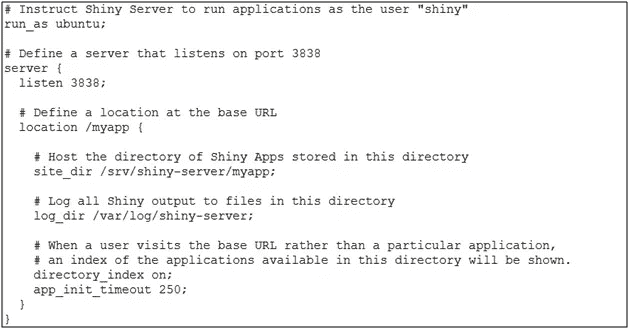 # Instruct Shiny Server to run applications as the user "shiny"
run_as ubuntu;
# Define a server that listens on port 3838
server {
listen 3838;
# Define a location at the base URL
location /myapp {
# Host the directory of Shiny Apps stored in this directory
site_dir /srv/shiny-server/myapp;
# Log all Shiny output to files in this directory
log_dir /var/log/shiny-server;
# When a user visits the base URL rather than a particular application,
# an index of the applications available in this directory will be shown.
directory_index on;
app_init_timeout 250;
}
}